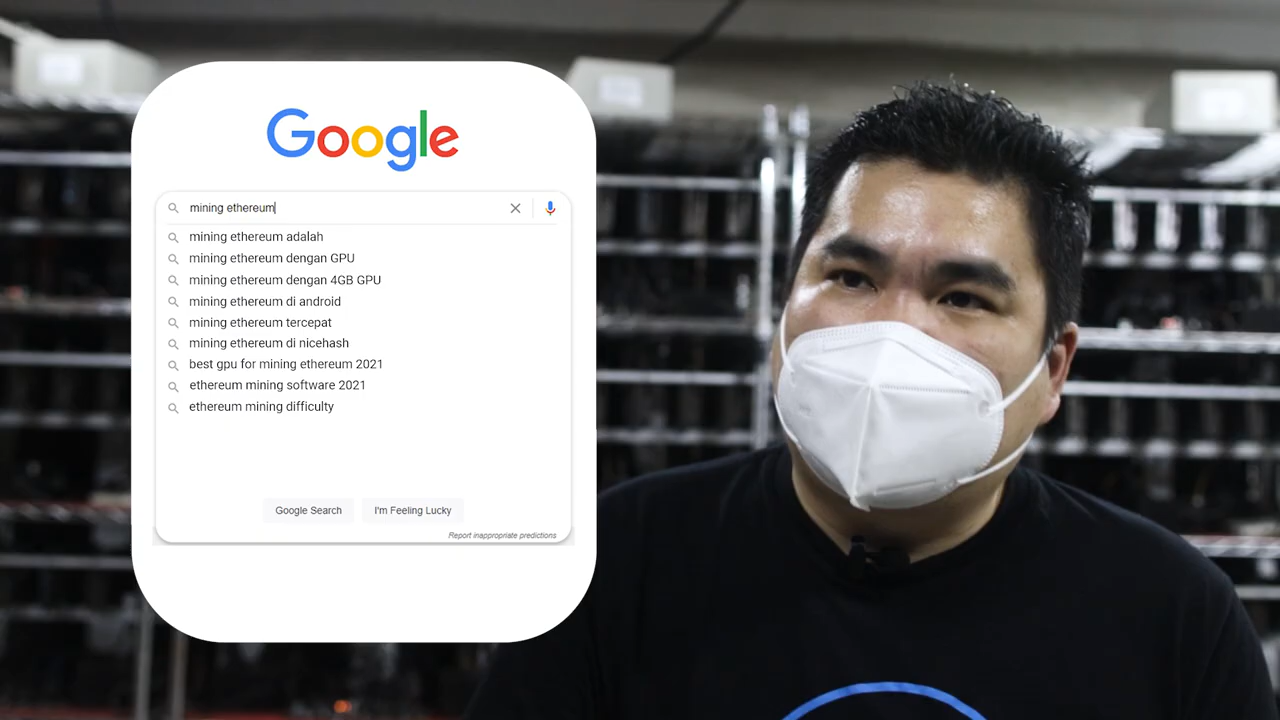 Google
mining ethereum
mining ethereum adalah
mining ethereum dengan GPU
mining ethereum dengan 4GB GPU
mining ethereum di android
mining ethereum tercepat
mining ethereum di nicehash
best gpu for mining ethereum 2021
ethereum mining software 2021
ethereum mining difficulty
Google Search
I'm Feeling Lucky
Report inappropriate predictions